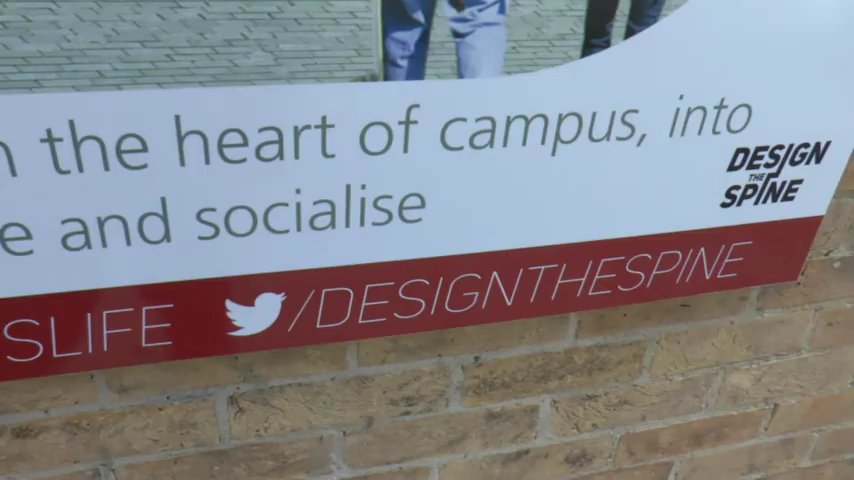 the heart of campus, into
and socialise
DESIGN
THE
SPINE
SLIFE /DESIGNTHESPINE